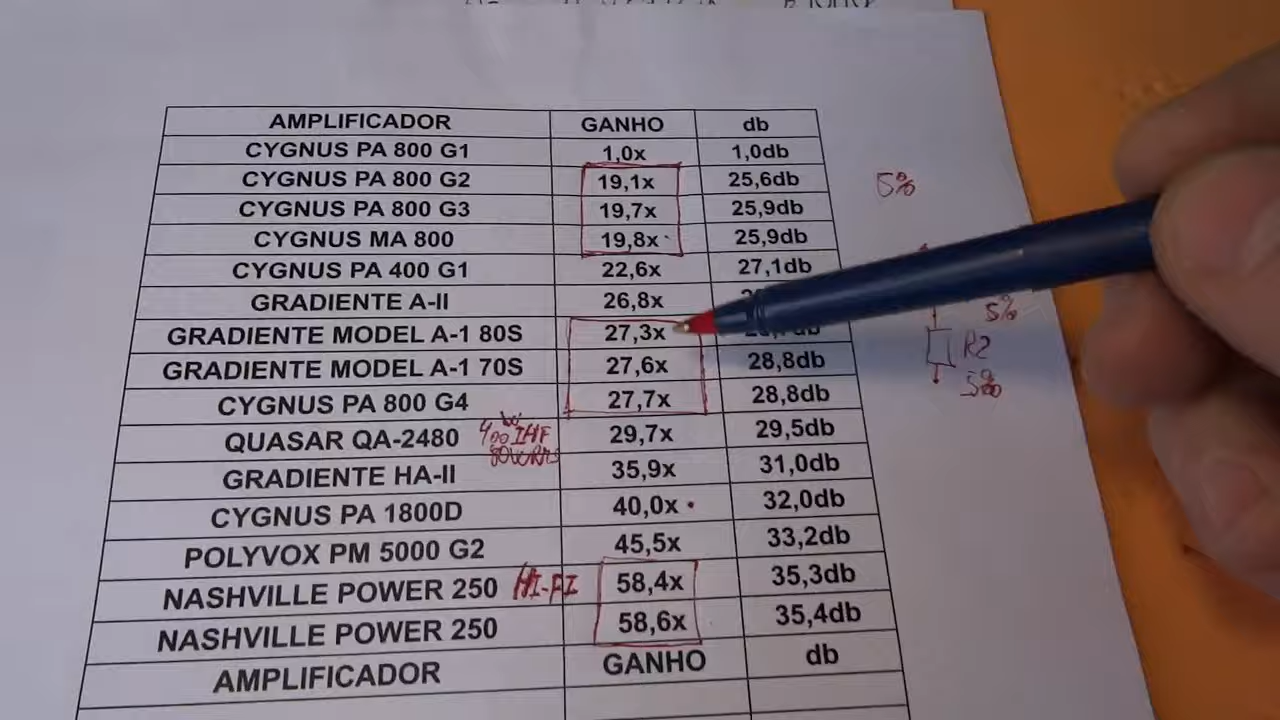 AMPLIFICADOR GANHO db
CYGNUS PA 800 G1 1,0x 1,0db
CYGNUS PA 800 G2 19,1x 25,6db
5%
CYGNUS PA 800 G3 19,7x 25,9db
CYGNUS MA 800 19,8x 25,9db
CYGNUS PA 400 G1 22,6x 27,1db
GRADIENTE A-II 26,8x
5%
GRADIENTE MODEL A-1 80S 27,3x
R2
GRADIENTE MODEL A-1 70S 27,6x 28,8db
5%
CYGNUS PA 800 G4 27,7x 28,8db
QUASAR QA-2480 400 IHF 29,7x 29,5db
GRADIENTE HA-II 35,9x 31,0db
CYGNUS PA 1800D 40,0x 32,0db
POLYVOX PM 5000 G2 45,5x 33,2db
NASHVILLE POWER 250 HI-FI 58,4x 35,3db
NASHVILLE POWER 250 58,6x 35,4db
AMPLIFICADOR GANHO db